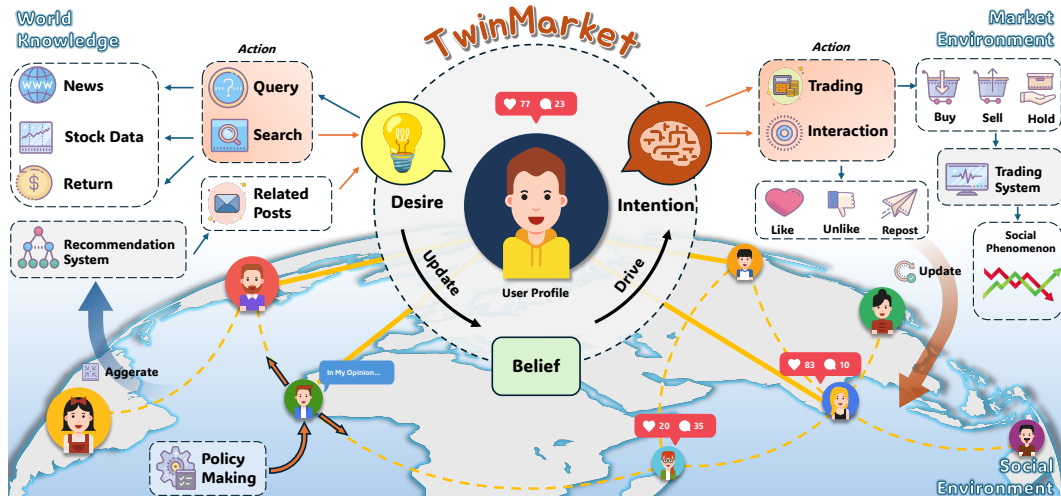 World
Knowledge
TwinMarket
Market
Environment
Action
News
Stock Data
Return
Query
Search
Related
Posts
Recommendation
System
77 23
Desire
Intention
User Profile
Update
Drive
Belief
Action
Trading
Interaction
Buy
Sell
Hold
Trading
System
Like
Unlike
Repost
Social
Phenomenon
Update
Aggerate
In My Opinion...
Policy
Making
83 10
20 35
Social
Environment